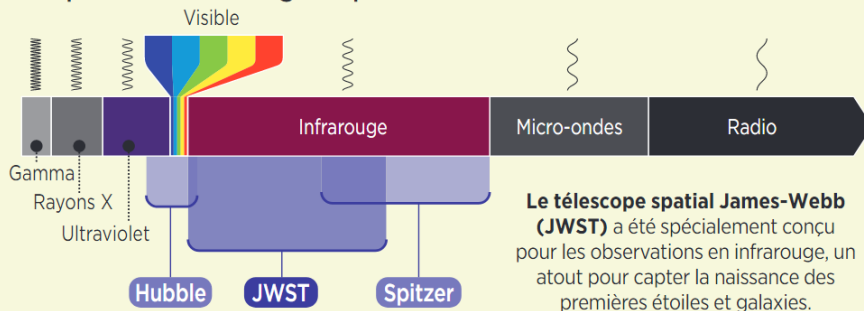 Visible
Infrarouge
Micro-ondes
Radio
Gamma
Rayons X
Ultraviolet
Hubble
JWST
Spitzer
Le télescope spatial James-Webb
(JWST) a été spécialement conçu
pour les observations en infrarouge, un
atout pour capter la naissance des
premières étoiles et galaxies.